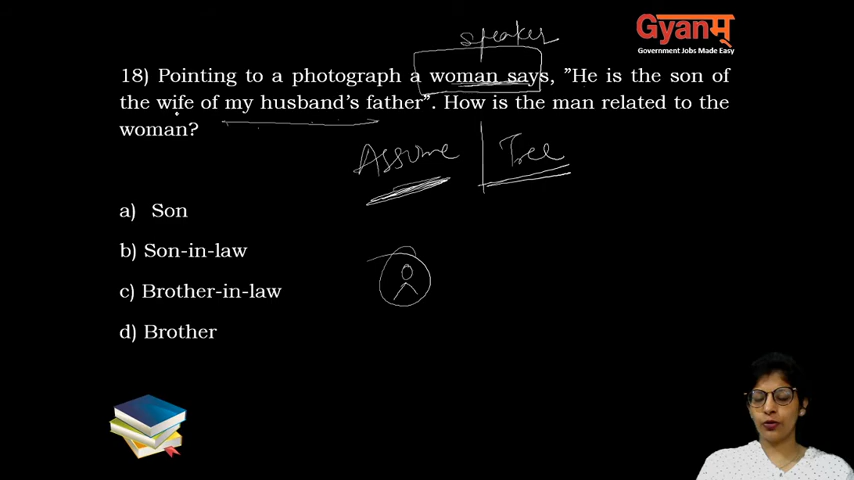 Gyanम्
Government Jobs Made Easy
speaker
18) Pointing to a photograph a woman says, "He is the son of
the wife of my husband's father". How is the man related to the
woman?
Assume | Tree
a) Son
b) Son-in-law
c) Brother-in-law
d) Brother